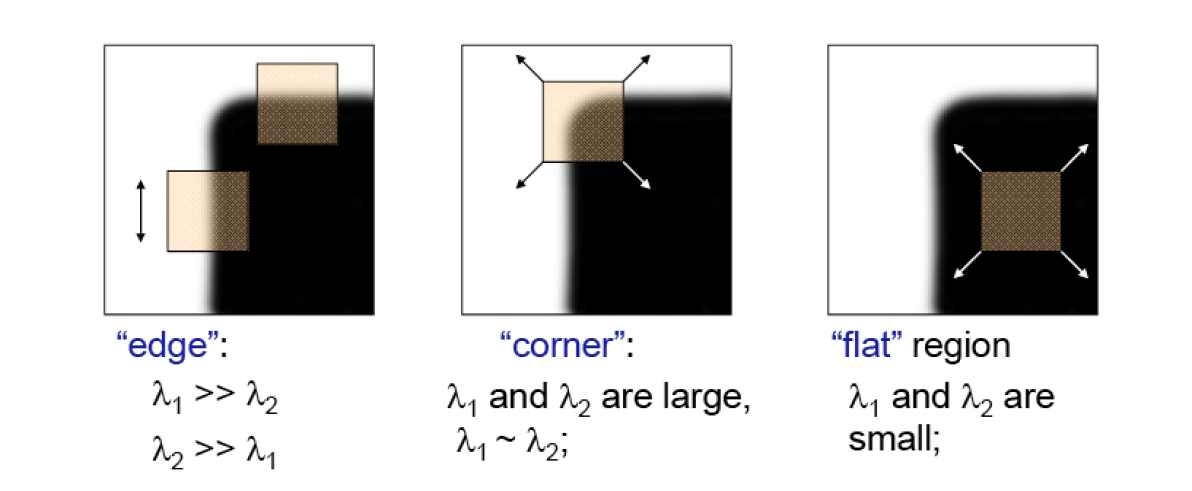 “edge”:
λ₁ >> λ₂
λ₂ >> λ₁
“corner”:
λ₁ and λ₂ are large,
λ₁ ~ λ₂;
“flat” region
λ₁ and λ₂ are
small;